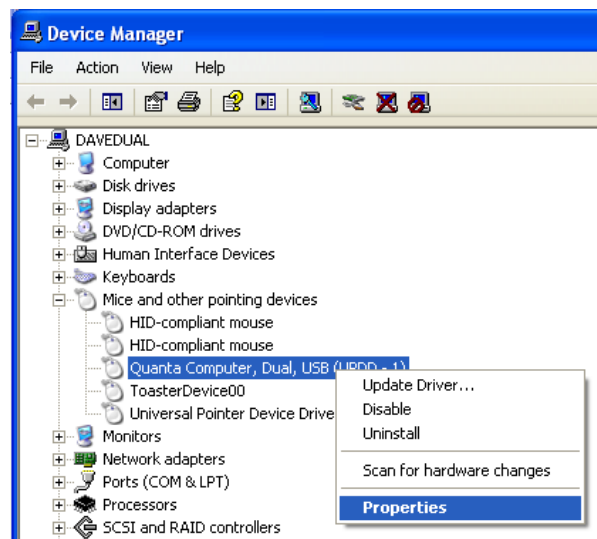 Device Manager
File Action View Help
DAVEDUAL
Computer
Disk drives
Display adapters
DVD/CD-ROM drives
Human Interface Devices
Keyboards
Mice and other pointing devices
HID-compliant mouse
HID-compliant mouse
Quanta Computer, Dual, USB (UPDD - 1)
ToasterDevice00
Universal Pointer Device Drive
Monitors
Network adapters
Ports (COM & LPT)
Processors
SCSI and RAID controllers
Update Driver...
Disable
Uninstall
Scan for hardware changes
Properties